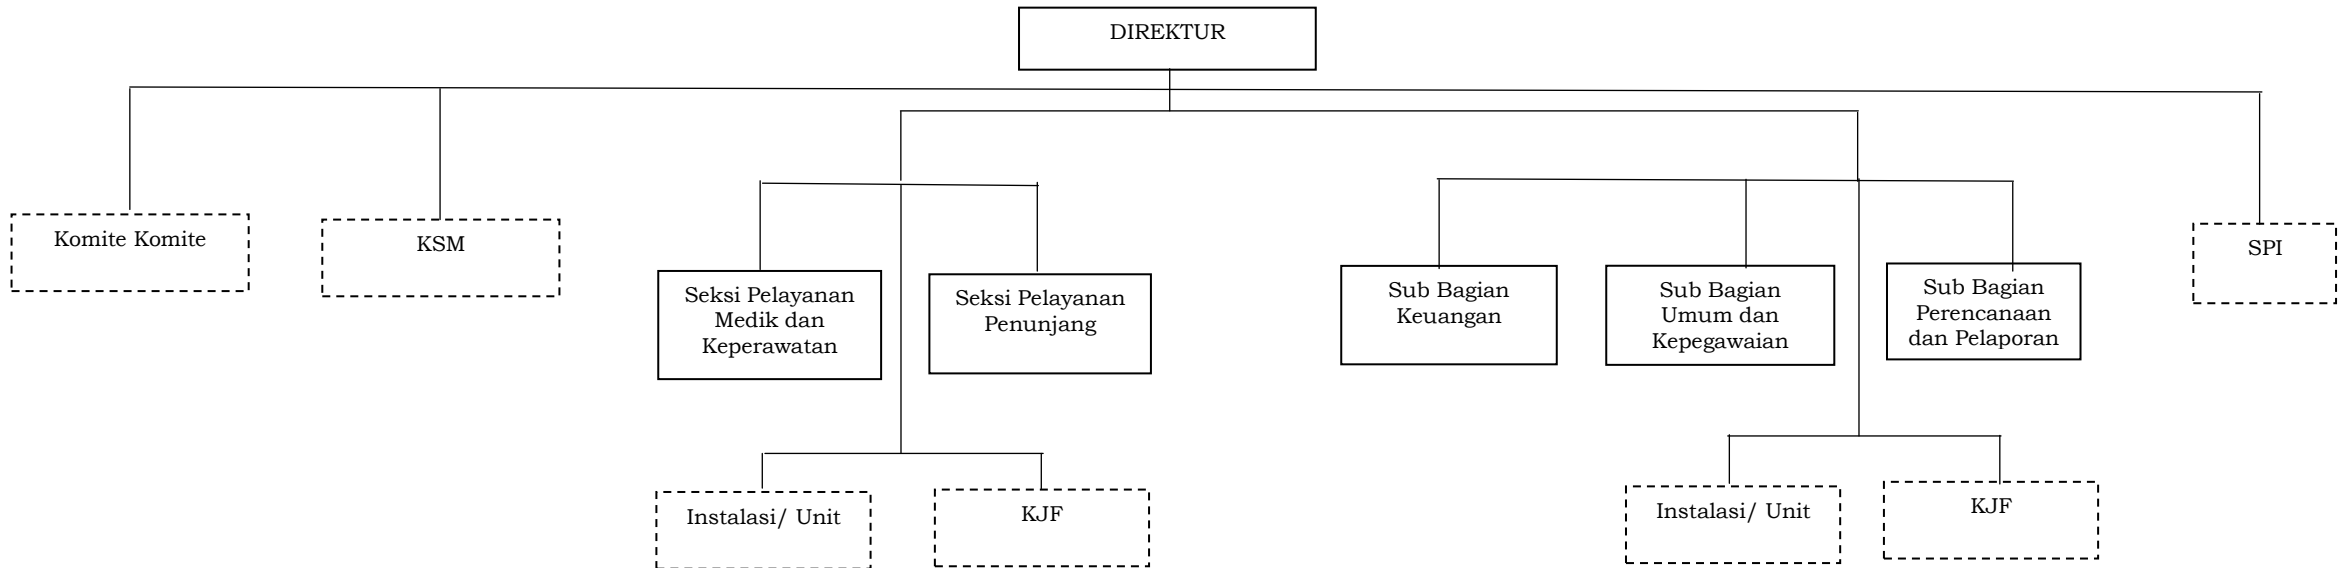 DIREKTUR
Komite Komite
KSM
SPI
Seksi Pelayanan
Medik dan
Keperawatan
Seksi Pelayanan
Penunjang
Sub Bagian
Keuangan
Sub Bagian
Umum dan
Kepegawaian
Sub Bagian
Perencanaan
dan Pelaporan
Instalasi/ Unit
KJF
Instalasi/ Unit
KJF